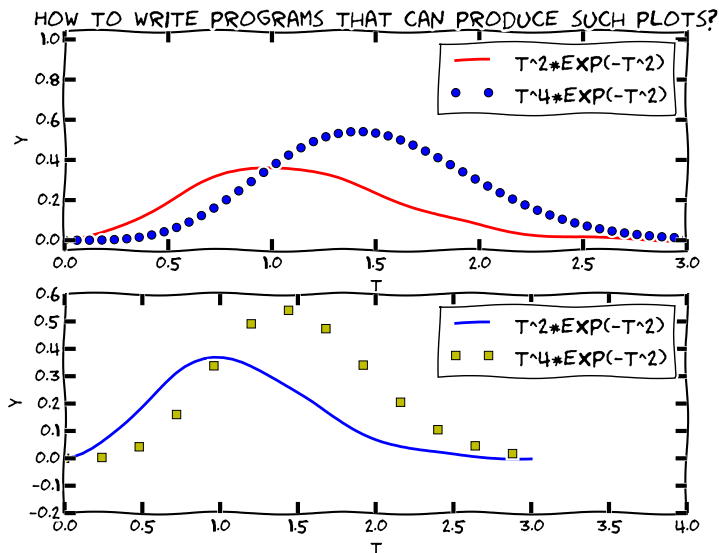 HOW TO WRITE PROGRAMS THAT CAN PRODUCE SUCH PLOTS?
1.0
0.8
0.6
0.4
0.2
0.0
Y
T^2*EXP(-T^2)
T^4*EXP(-T^2)
0.0 0.5 1.0 1.5 2.0 2.5 3.0
T
0.6
0.5
0.4
0.3
0.2
0.1
0.0
-0.1
-0.2
Y
T^2*EXP(-T^2)
T^4*EXP(-T^2)
0.0 0.5 1.0 1.5 2.0 2.5 3.0 3.5 4.0
T